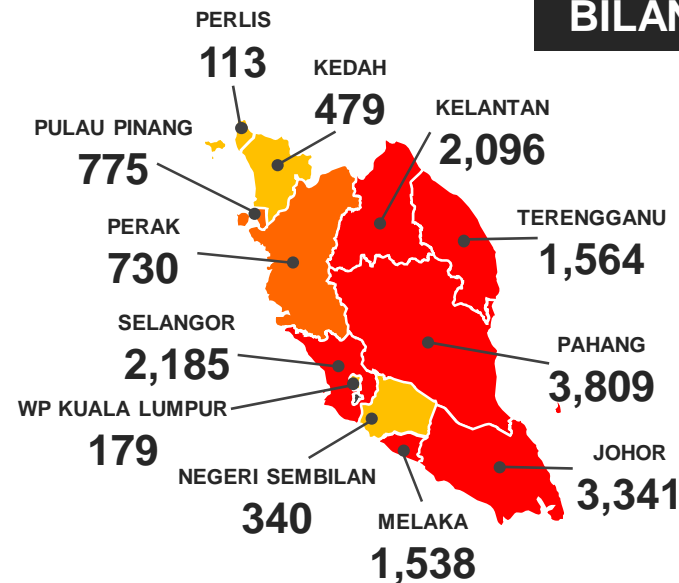 BILAN
PERLIS
113
KEDAH
479
KELANTAN
2,096
PULAU PINANG
775
TERENGGANU
1,564
PERAK
730
SELANGOR
2,185
PAHANG
3,809
WP KUALA LUMPUR
179
JOHOR
3,341
NEGERI SEMBILAN
340
MELAKA
1,538